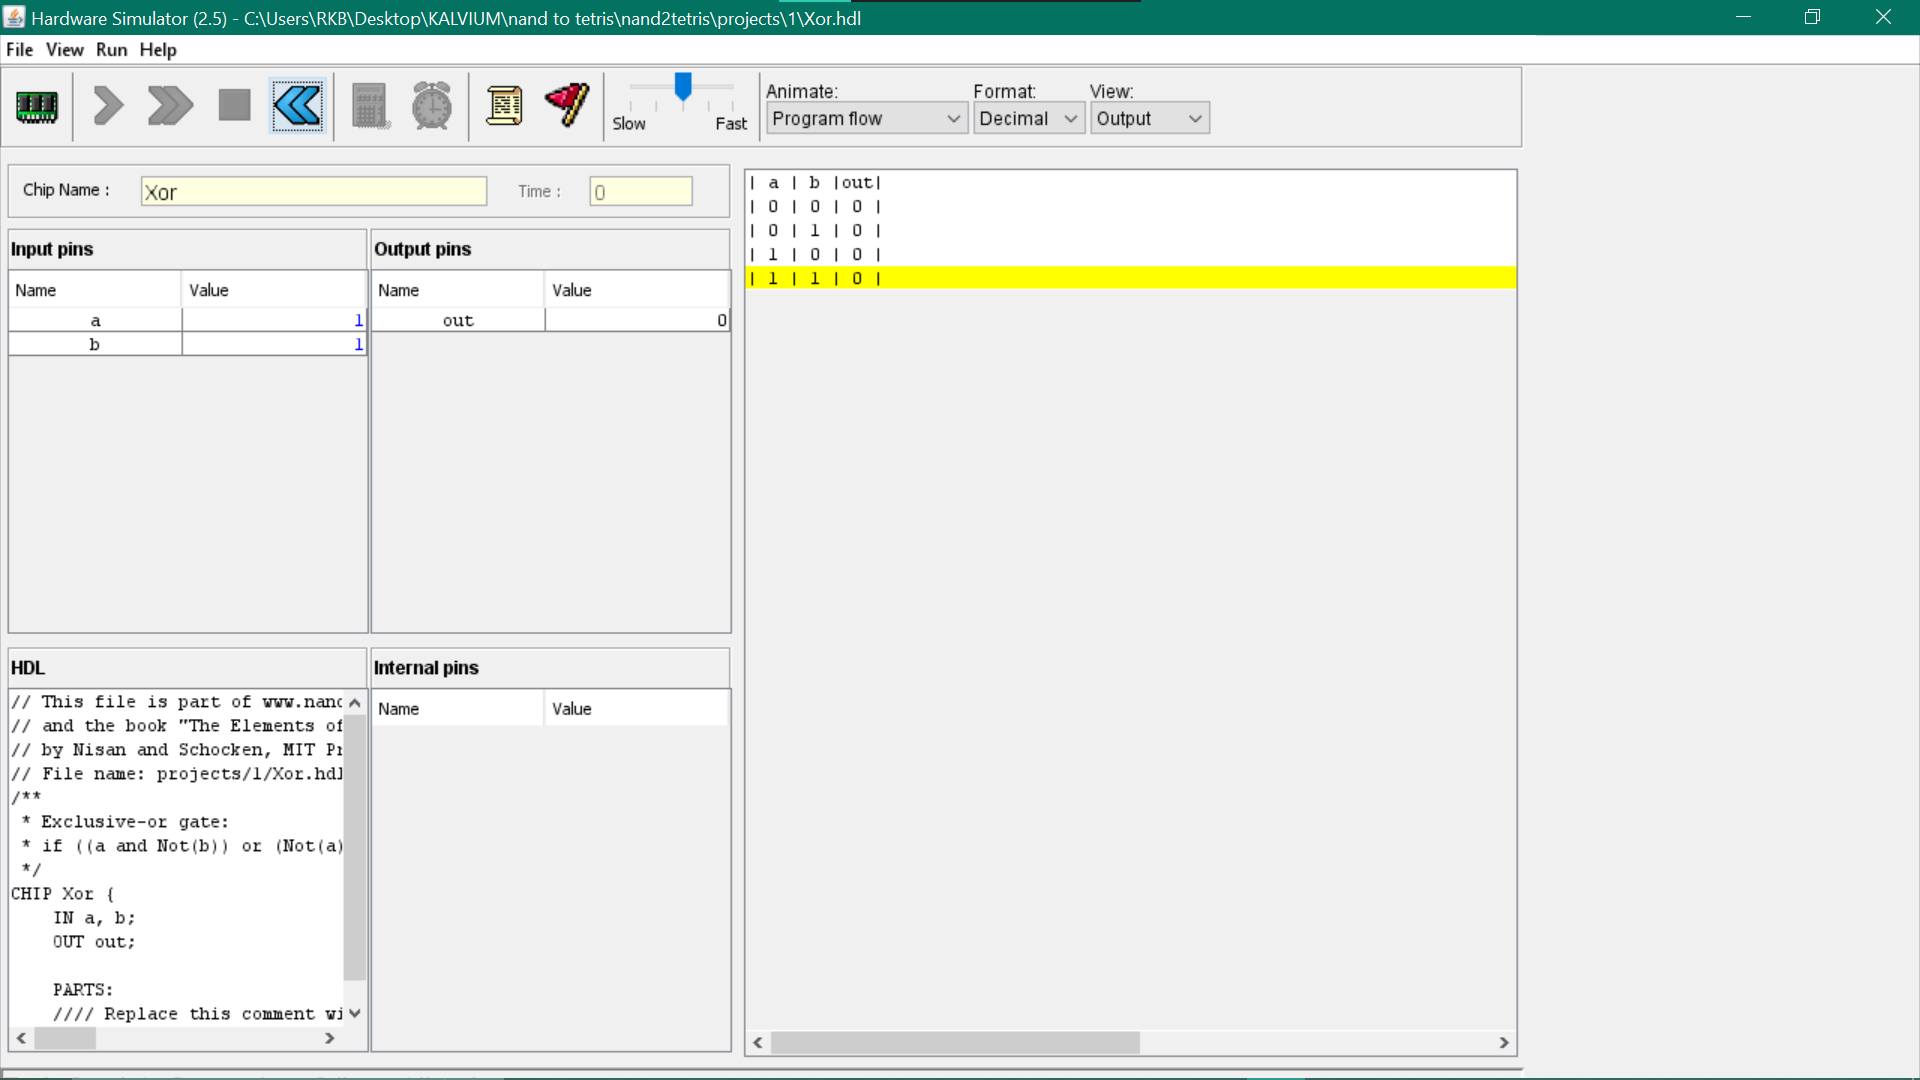 Hardware Simulator (2.5) - C:\Users\RKB\Desktop\KALVIUM\nand to tetris\nand2tetris\projects\1\Xor.hdl
File View Run Help
Slow Fast
Animate: Format: View:
Program flow Decimal Output
Chip Name : Xor Time : 0
Input pins
Name Value
a 1
b 1
Output pins
Name Value
out 0
HDL
// This file is part of www.nand
// and the book "The Elements of
// by Nisan and Schocken, MIT Pr
// File name: projects/1/Xor.hdl
/**
* Exclusive-or gate:
* if ((a and Not(b)) or (Not(a)
*/
CHIP Xor {
IN a, b;
OUT out;
PARTS:
//// Replace this comment wi
Internal pins
Name Value
| a | b |out|
| 0 | 0 | 0 |
| 0 | 1 | 0 |
| 1 | 0 | 0 |
| 1 | 1 | 0 |